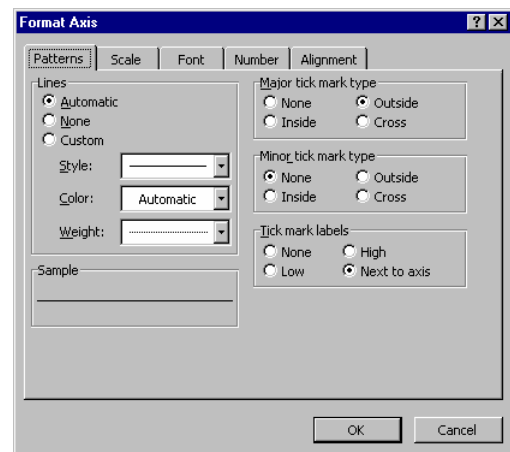 Format Axis
Patterns Scale Font Number Alignment
Lines
Automatic
None
Custom
Style:
Color: Automatic
Weight:
Sample
Major tick mark type
None Outside
Inside Cross
Minor tick mark type
None Outside
Inside Cross
Tick mark labels
None High
Low Next to axis
OK Cancel